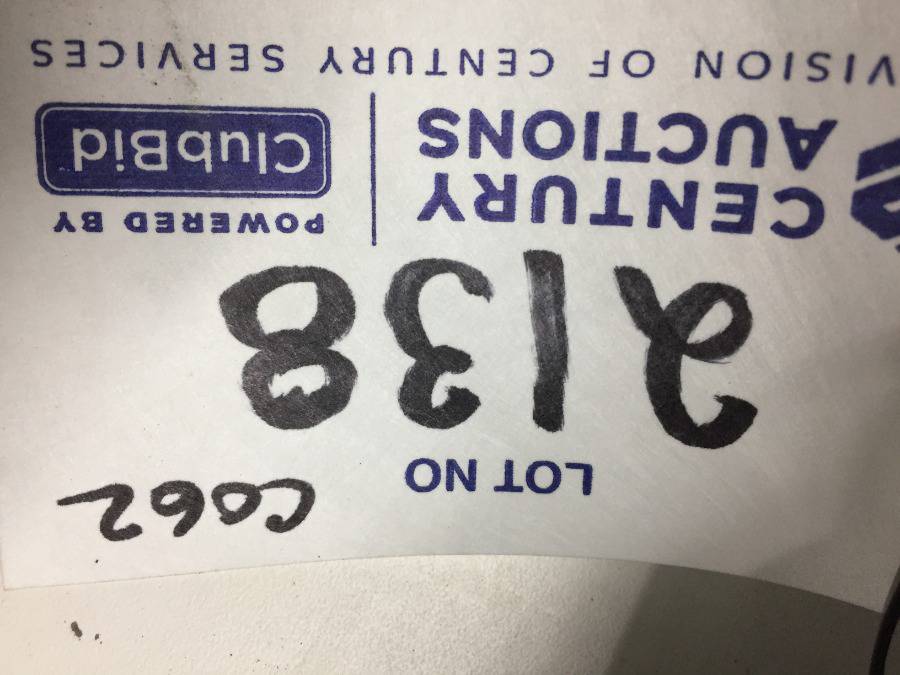 C062
LOT NO
2138
CENTURY
AUCTIONS
POWERED BY
ClubBid
VISION OF CENTURY SERVICES